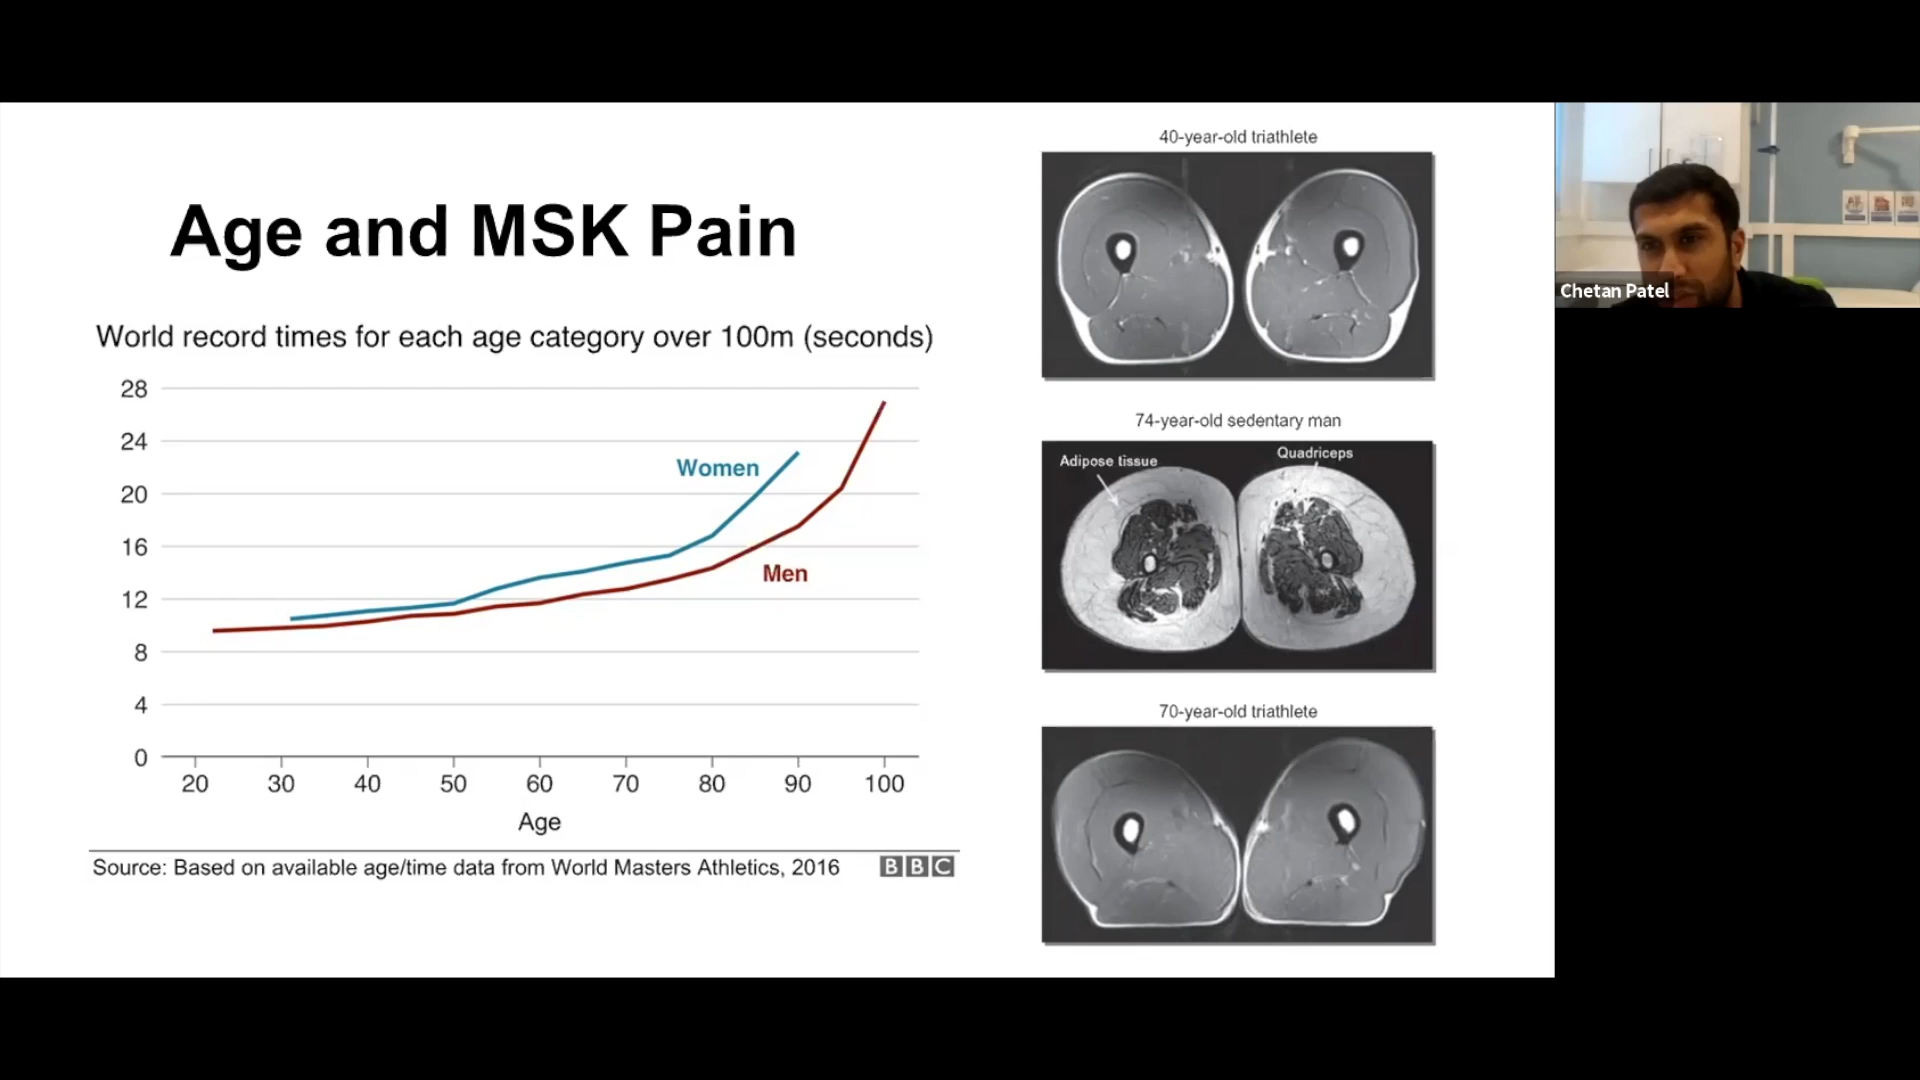 Age and MSK Pain
World record times for each age category over 100m (seconds)
28
24
20
16
12
8
4
0
Women
Men
20 30 40 50 60 70 80 90 100
Age
Source: Based on available age/time data from World Masters Athletics, 2016
BBC
40-year-old triathlete
74-year-old sedentary man
Adipose tissue
Quadriceps
70-year-old triathlete
Chetan Patel